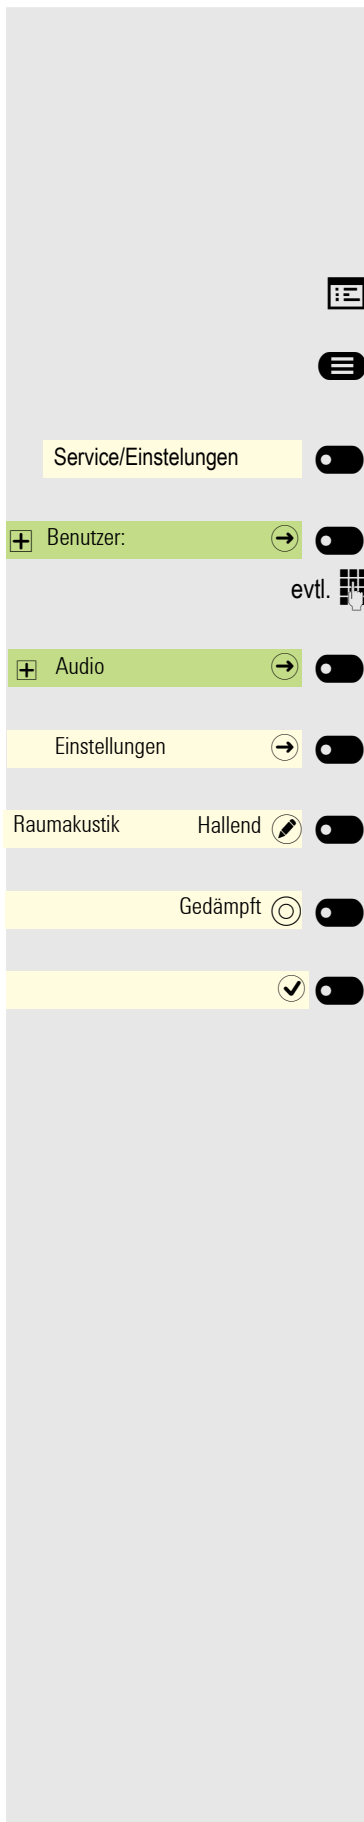 Service/Einstelungen
Benutzer:
evtl.
Audio
Einstellungen
Raumakustik Hallend
Gedämpft